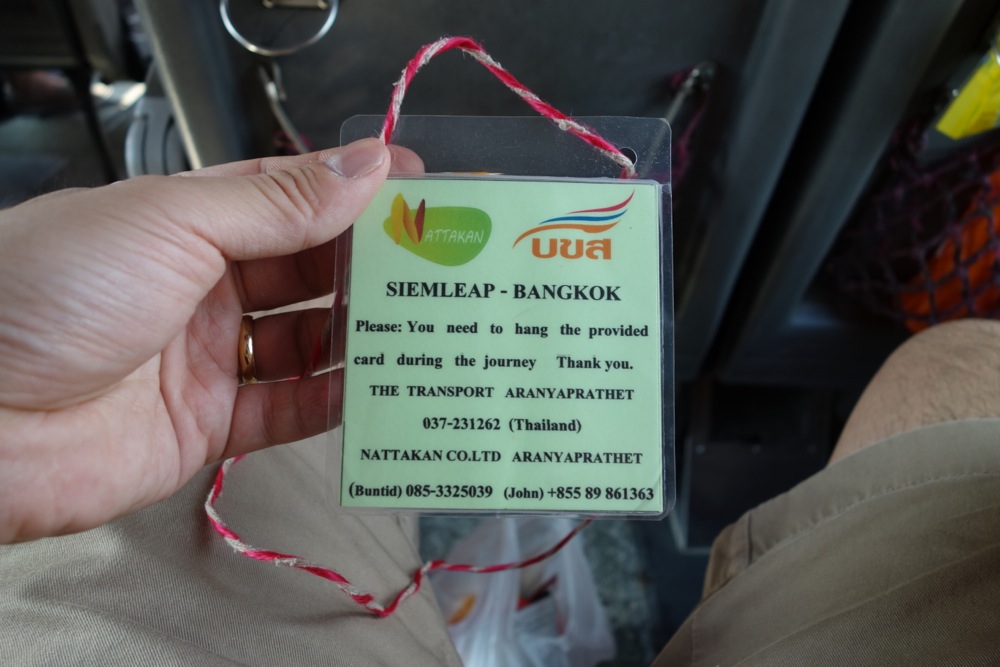 NATTAKAN
บขส
SIEMLEAP - BANGKOK
Please: You need to hang the provided
card during the journey Thank you.
THE TRANSPORT ARANYAPRATHET
037-231262 (Thailand)
NATTAKAN CO.LTD ARANYAPRATHET
(Buntid) 085-3325039 (John) +855 89 861363